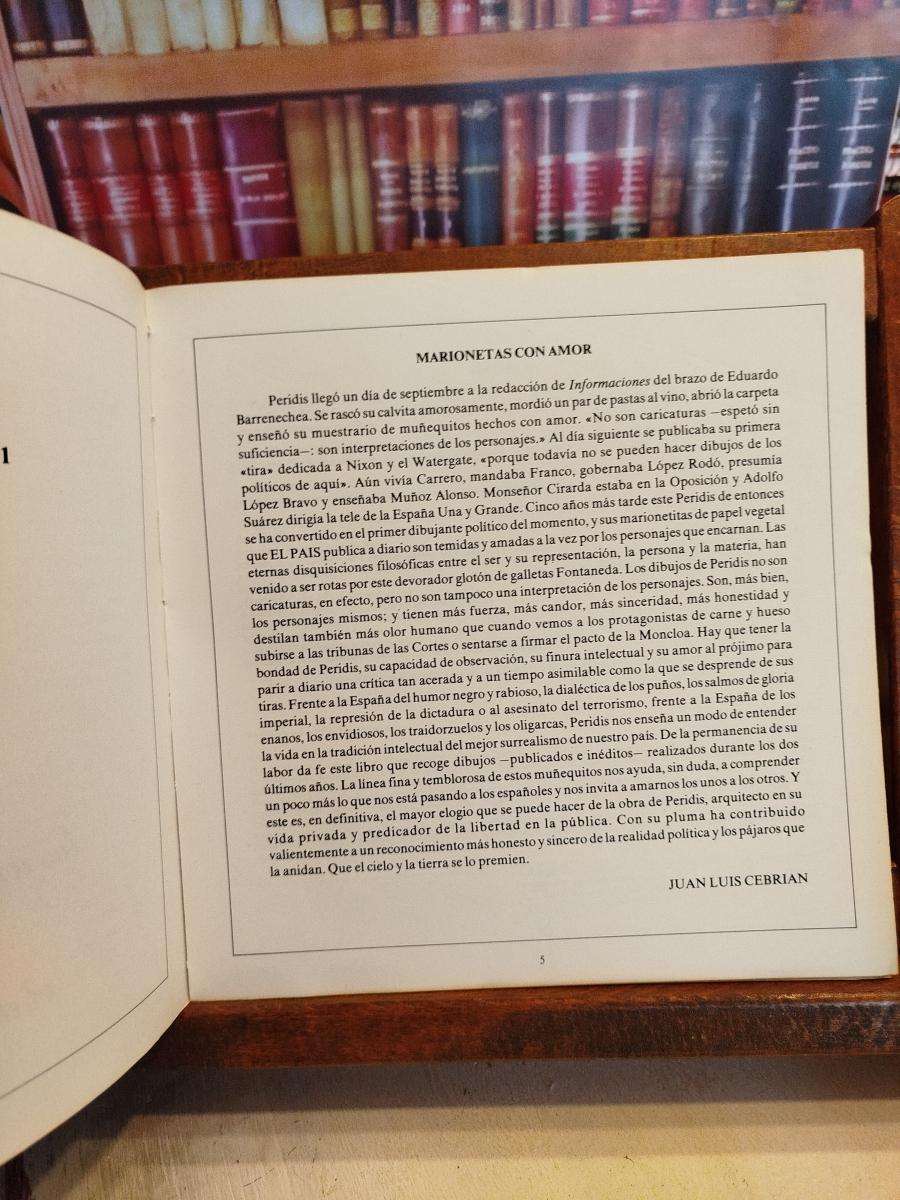 1
MARIONETAS CON AMOR
Peridis llegó un día de septiembre a la redacción de Informaciones del brazo de Eduardo
Barrenechea. Se rascó su calvita amorosamente, mordió un par de pastas al vino, abrió la carpeta
y enseñó su muestrario de muñequitos hechos con amor. «No son caricaturas —espetó sin
suficiencia—: son interpretaciones de los personajes.» Al día siguiente se publicaba su primera
«tira» dedicada a Nixon y el Watergate, «porque todavía no se pueden hacer dibujos de los
políticos de aquí». Aún vivía Carrero, mandaba Franco, gobernaba López Rodó, presumía
López Bravo y enseñaba Muñoz Alonso. Monseñor Cirarda estaba en la Oposición y Adolfo
Suárez dirigía la tele de la España Una y Grande. Cinco años más tarde este Peridis de entonces
se ha convertido en el primer dibujante político del momento, y sus marionetitas de papel vegetal
que EL PAIS publica a diario son temidas y amadas a la vez por los personajes que encarnan. Las
eternas disquisiciones filosóficas entre el ser y su representación, la persona y la materia, han
venido a ser rotas por este devorador glotón de galletas Fontaneda. Los dibujos de Peridis no son
caricaturas, en efecto, pero no son tampoco una interpretación de los personajes. Son, más bien,
los personajes mismos; y tienen más fuerza, más candor, más sinceridad, más honestidad y
destilan también más olor humano que cuando vemos a los protagonistas de carne y hueso
subirse a las tribunas de las Cortes o sentarse a firmar el pacto de la Moncloa. Hay que tener la
bondad de Peridis, su capacidad de observación, su finura intelectual y su amor al prójimo para
parir a diario una crítica tan acerada y a un tiempo asimilable como la que se desprende de sus
tiras. Frente a la España del humor negro y rabioso, la dialéctica de los puños, los salmos de gloria
imperial, la represión de la dictadura o al asesinato del terrorismo, frente a la España de los
enanos, los envidiosos, los traidorzuelos y los oligarcas, Peridis nos enseña un modo de entender
la vida en la tradición intelectual del mejor surrealismo de nuestro país. De la permanencia de su
labor da fe este libro que recoge dibujos —publicados e inéditos— realizados durante los dos
últimos años. La línea fina y temblorosa de estos muñequitos nos ayuda, sin duda, a comprender
un poco más lo que nos está pasando a los españoles y nos invita a amarnos los unos a los otros. Y
este es, en definitiva, el mayor elogio que se puede hacer de la obra de Peridis, arquitecto en su
vida privada y predicador de la libertad en la pública. Con su pluma ha contribuido
valientemente a un reconocimiento más honesto y sincero de la realidad política y los pájaros que
la anidan. Que el cielo y la tierra se lo premien.
JUAN LUIS CEBRIAN
5